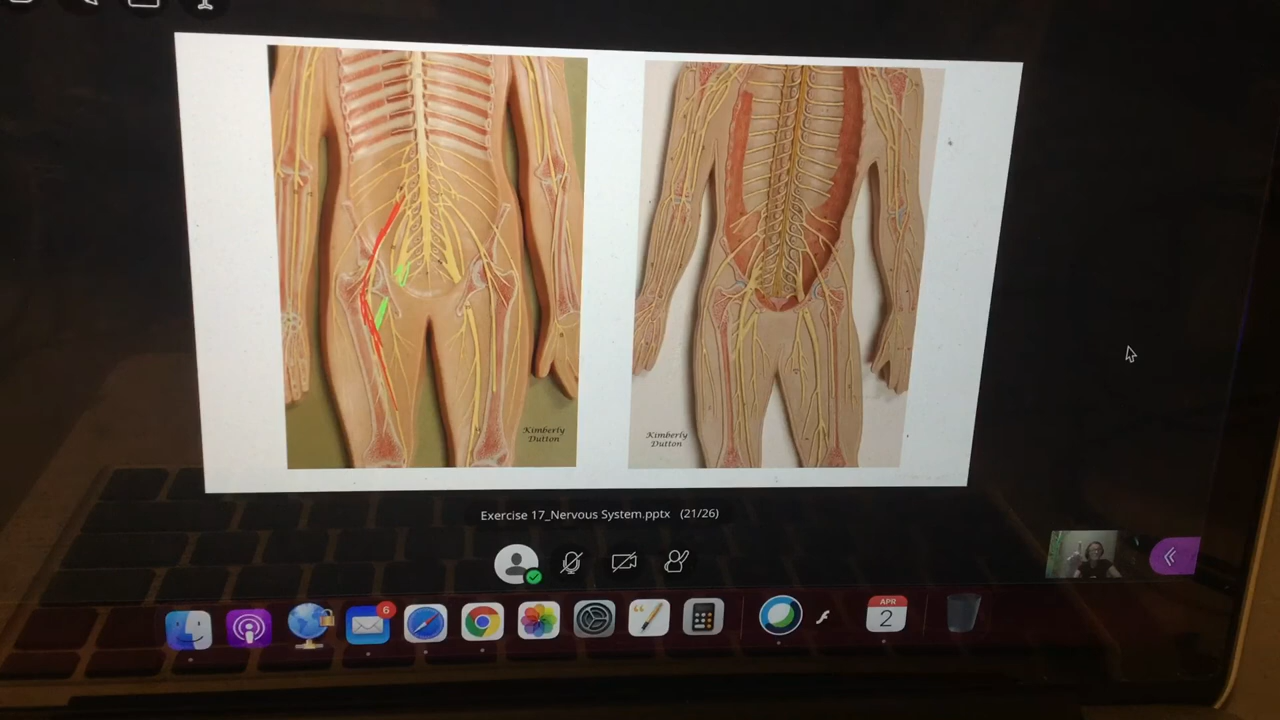 Kimberly
Dutton
Kimberly
Dutton
Exercise 17_Nervous System.pptx (21/26)
6
APR
2